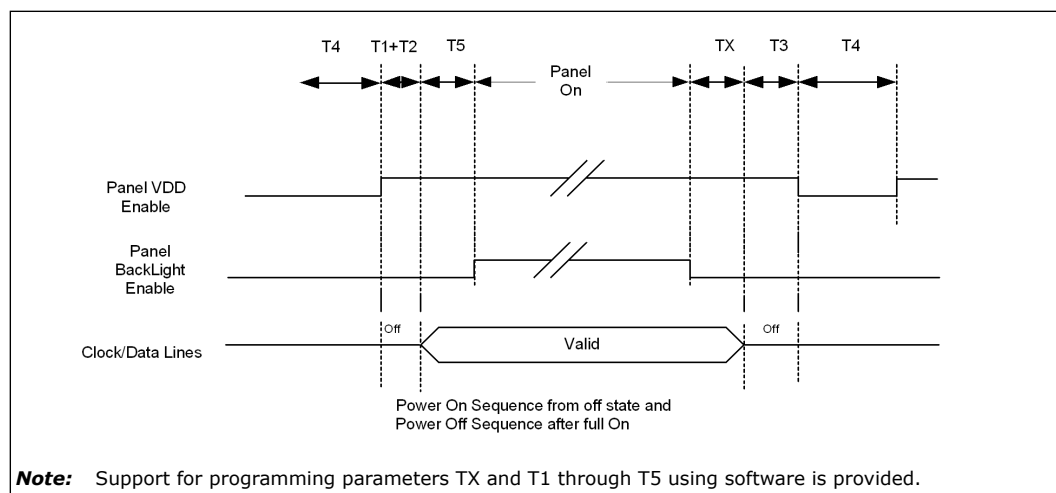 T4 T1+T2 T5 TX T3 T4
Panel
On
Panel VDD
Enable
Panel
BackLight
Enable
Off Off
Clock/Data Lines
Valid
Power On Sequence from off state and
Power Off Sequence after full On
Note: Support for programming parameters TX and T1 through T5 using software is provided.